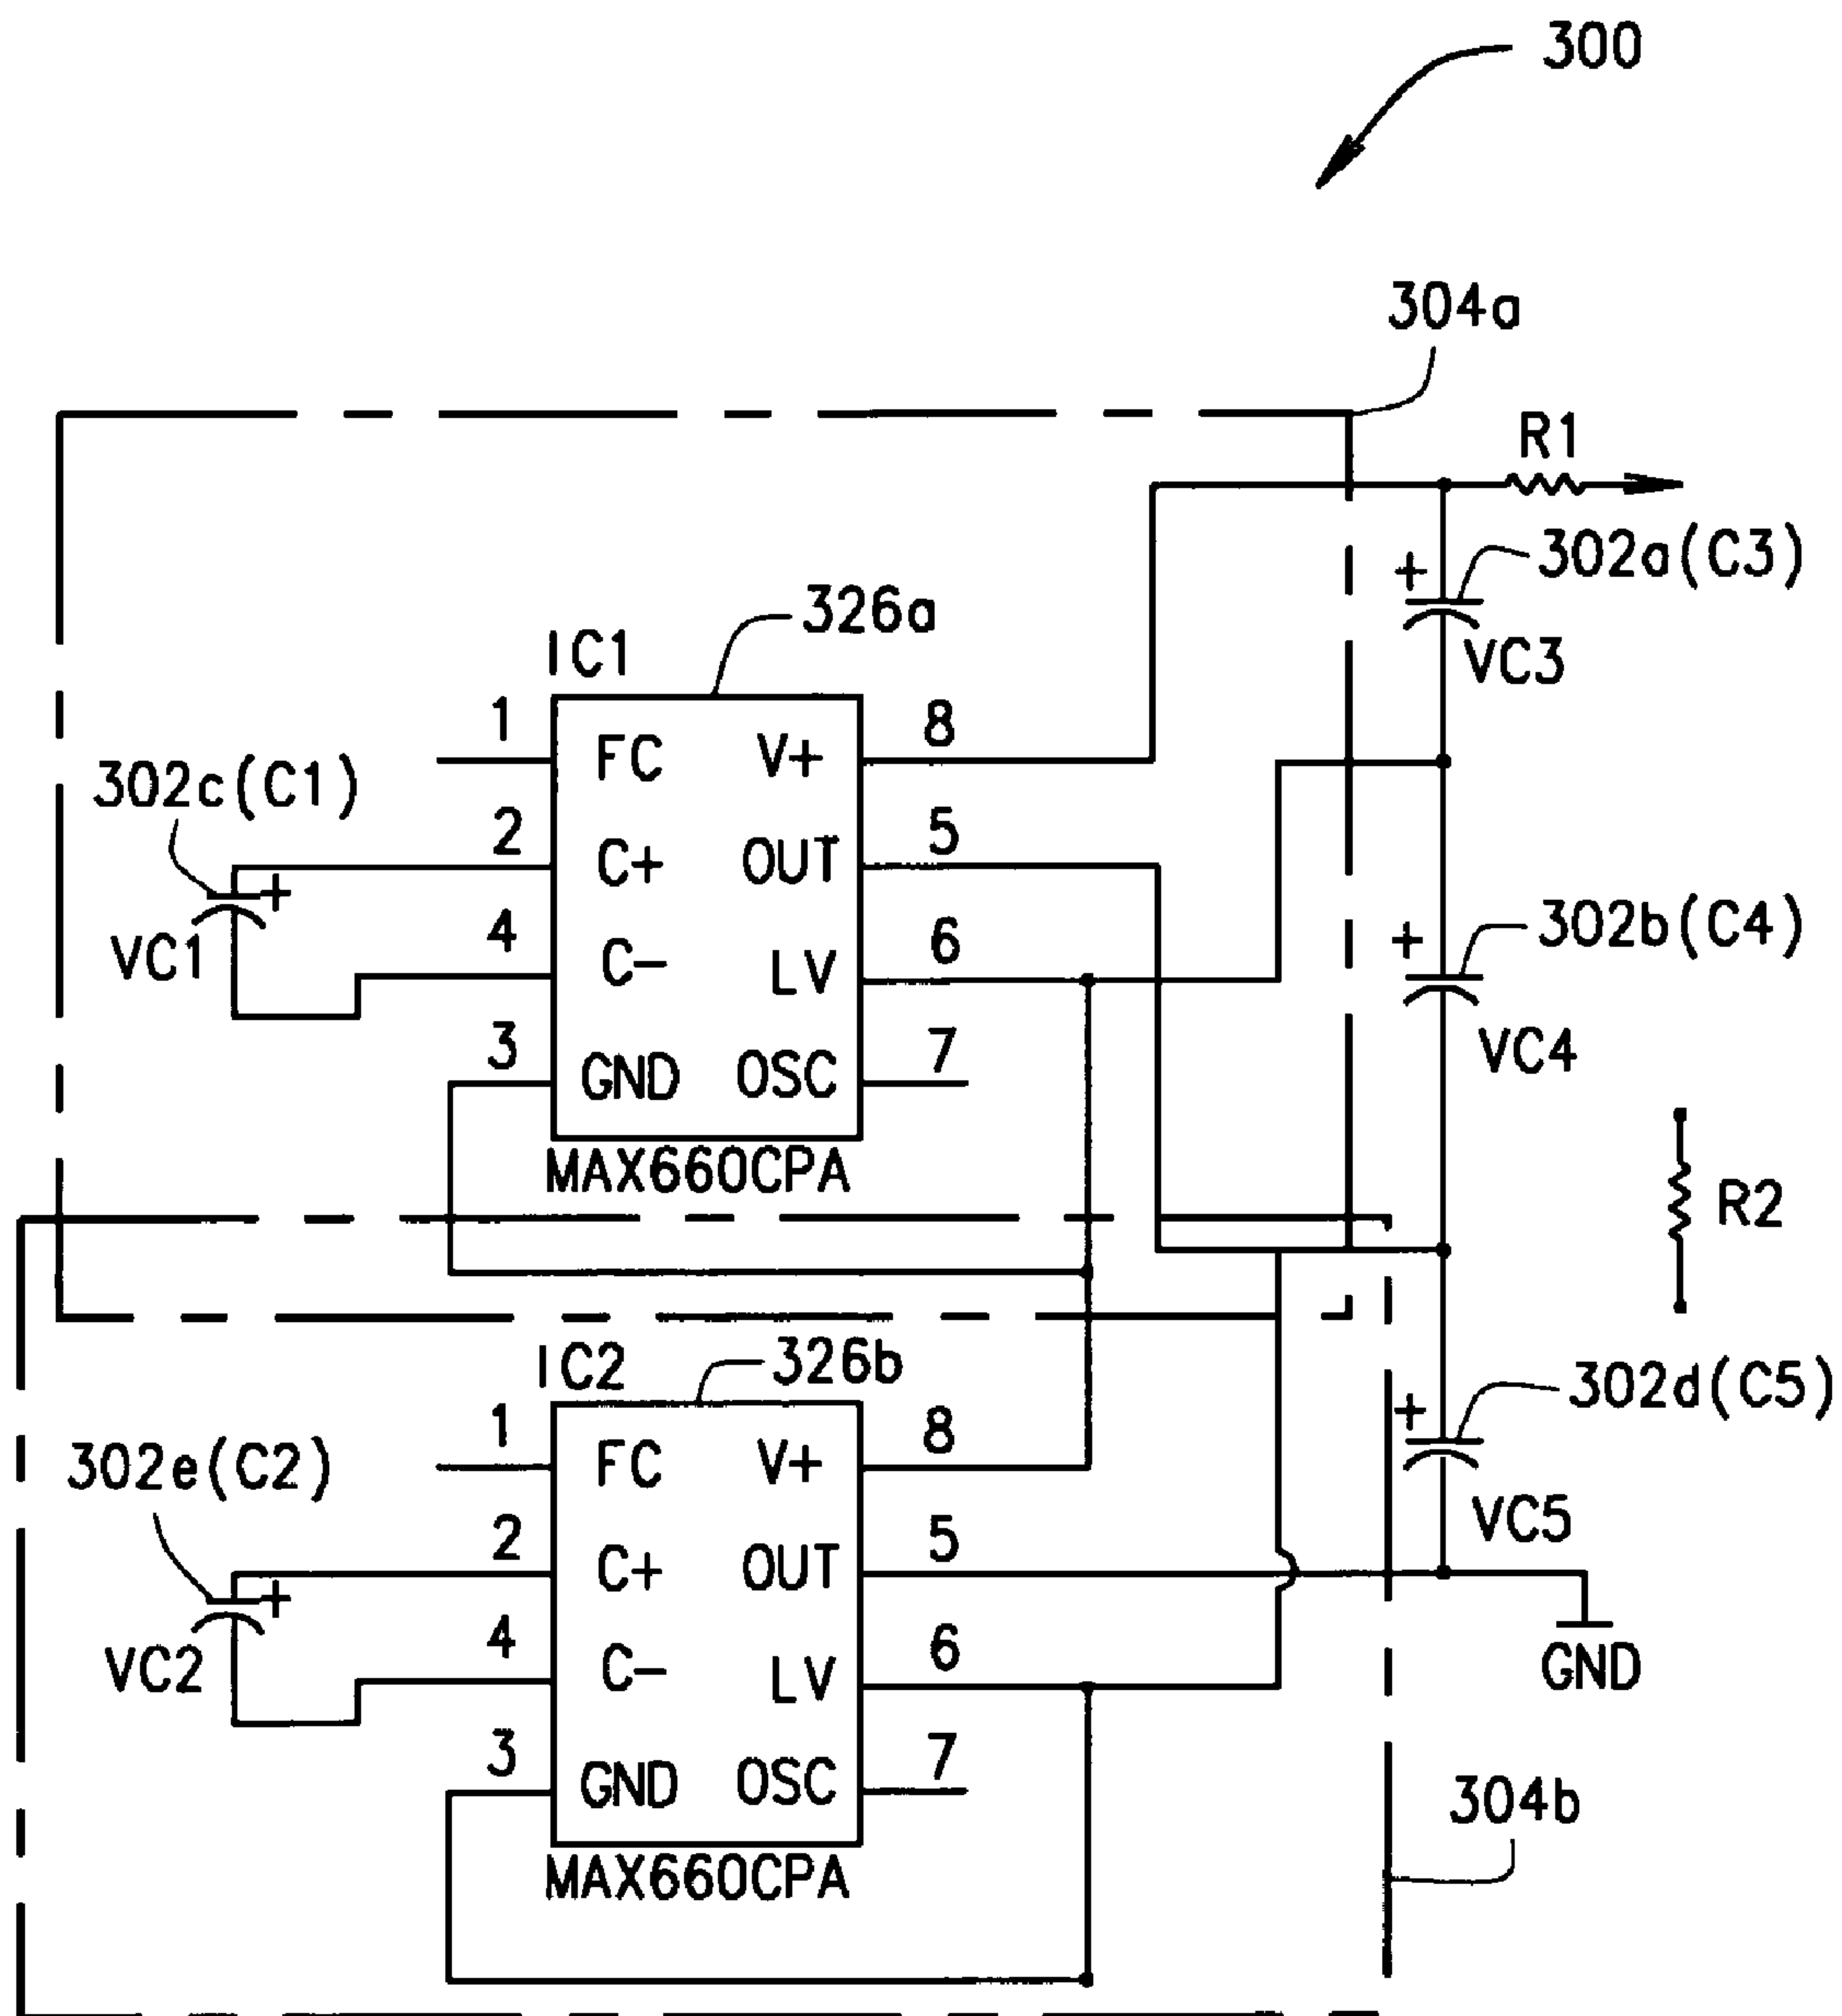 300
304a
R1
302a(C3)
VC3
326a
IC1
1
FC
V+
8
302c(C1)
2
C+
OUT
5
VC1
4
C-
LV
6
302b(C4)
VC4
3
GND
OSC
7
MAX660CPA
R2
IC2
326b
302d(C5)
1
FC
V+
8
302e(C2)
2
C+
OUT
5
VC5
VC2
4
C-
LV
6
GND
3
GND
OSC
7
304b
MAX660CPA